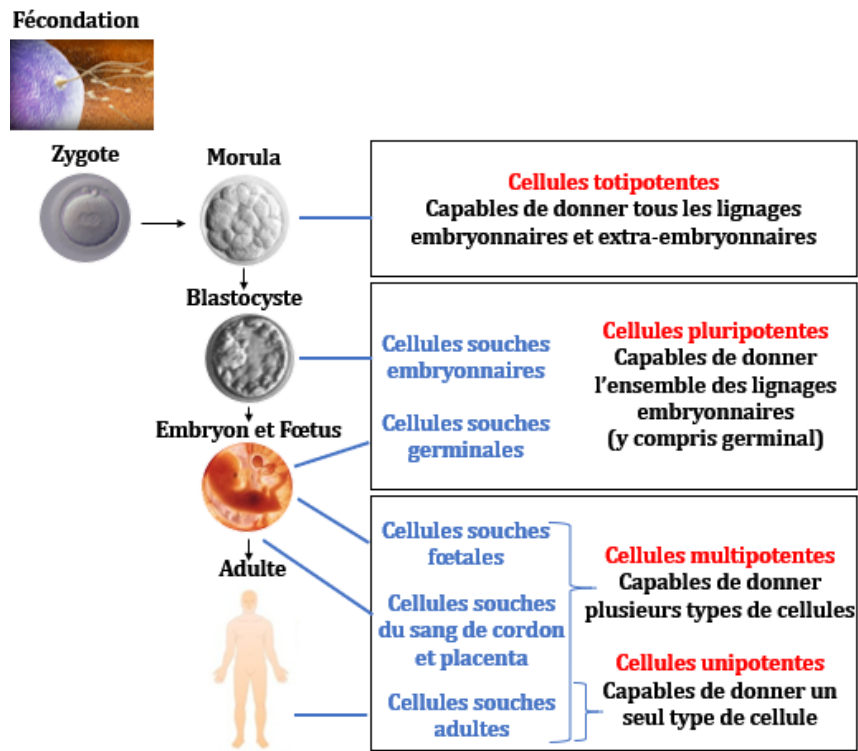 Fécondation
Zygote
Morula
Cellules totipotentes
Capables de donner tous les lignages
embryonnaires et extra-embryonnaires
Blastocyste
Cellules souches
embryonnaires
Cellules pluripotentes
Capables de donner
l’ensemble des lignages
embryonnaires
(y compris germinal)
Embryon et Fœtus
Cellules souches
germinales
Cellules souches
fœtales
Cellules multipotentes
Capables de donner
plusieurs types de cellules
Adulte
Cellules souches
du sang de cordon
et placenta
Cellules unipotentes
Capables de donner un
seul type de cellule
Cellules souches
adultes